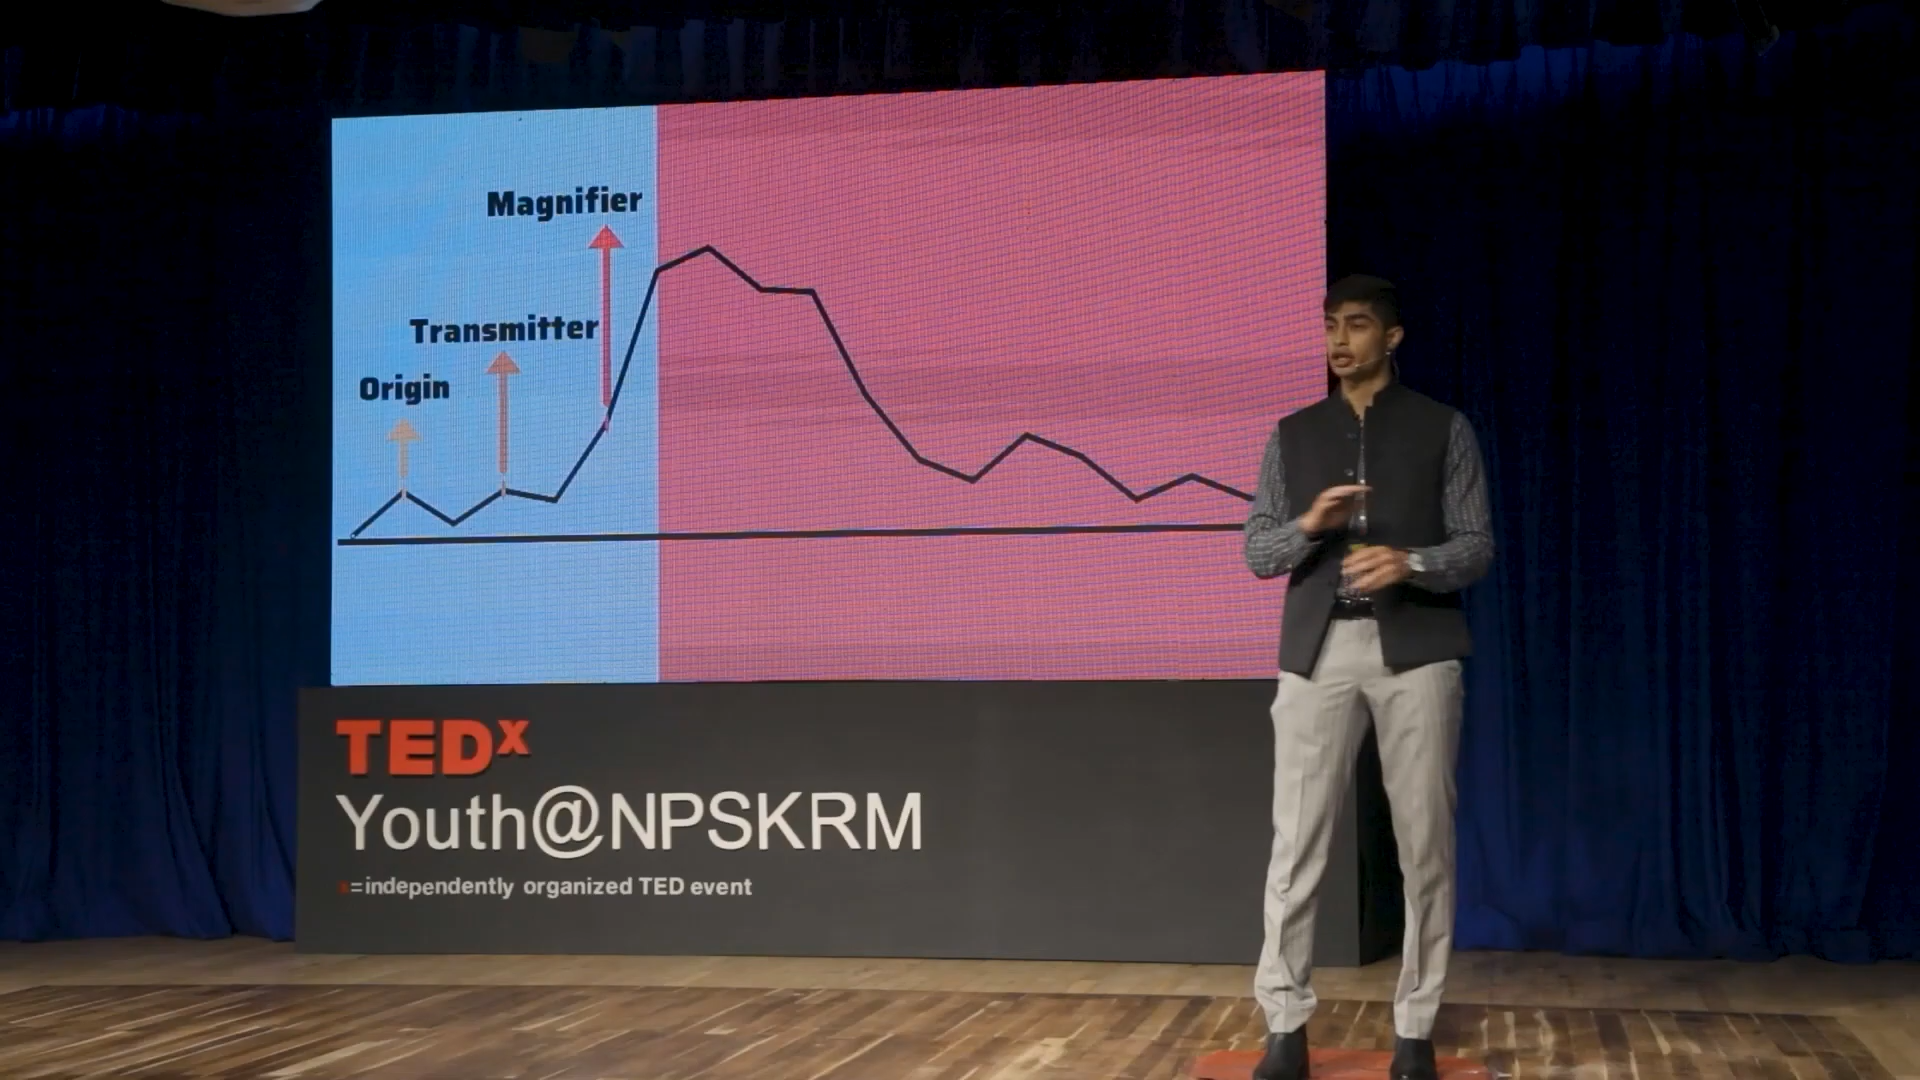 Magnifier
Transmitter
Origin
TEDx
Youth@NPSKRM
x=independently organized TED event